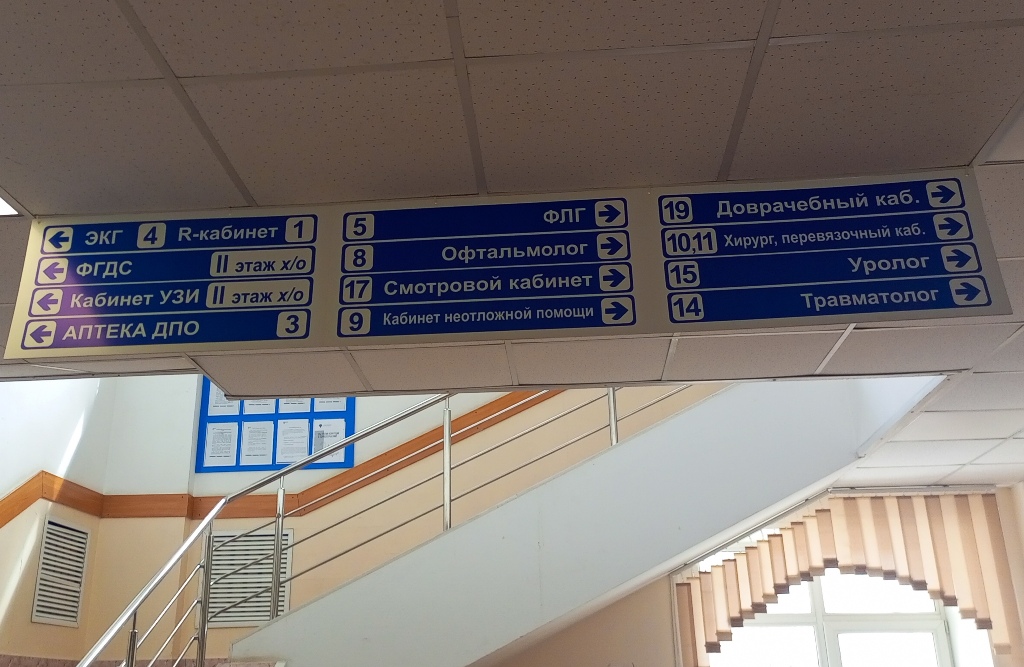 ЭКГ 4 R-кабинет 1
ФГДС II этаж х/о
Кабинет УЗИ II этаж х/о
АПТЕКА ДПО 3
5 ФЛГ
8 Офтальмолог
17 Смотровой кабинет
9 Кабинет неотложной помощи
19 Доврачебный каб.
10,11 Хирург, перевязочный каб.
15 Уролог
14 Травматолог